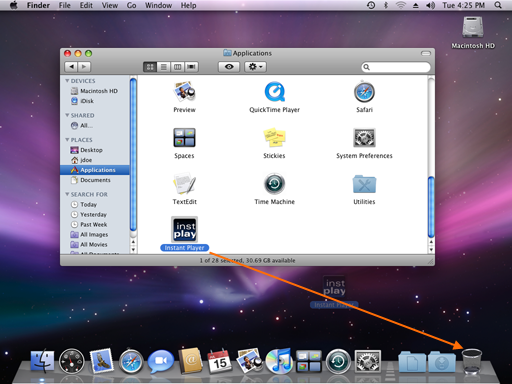 Finder File Edit View Go Window Help
Tue 4:25 PM
Macintosh HD
Applications
DEVICES
Macintosh HD
iDisk
SHARED
All...
PLACES
Desktop
jdoe
Applications
Documents
SEARCH FOR
Today
Yesterday
Past Week
All Images
All Movies
All Documents
Preview QuickTime Player Safari
Spaces Stickies System Preferences
TextEdit Time Machine Utilities
inst
play
Instant Player
1 of 28 selected, 30.69 GB available
inst
play
Instant Player
15